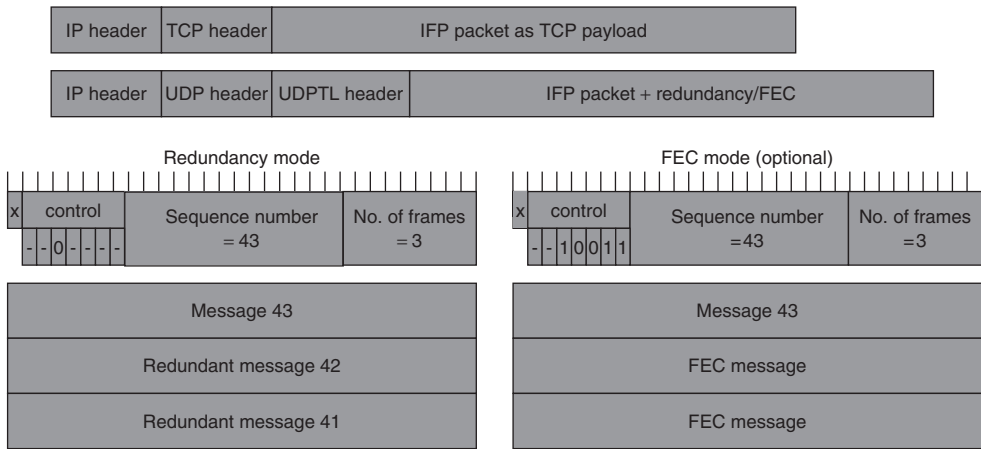 IP header TCP header IFP packet as TCP payload
IP header UDP header UDPTL header IFP packet + redundancy/FEC
Redundancy mode
x control Sequence number = 43 No. of frames = 3
- - 0 - - - -
Message 43
Redundant message 42
Redundant message 41
FEC mode (optional)
x control Sequence number =43 No. of frames =3
- - 1 0 0 1 1
Message 43
FEC message
FEC message